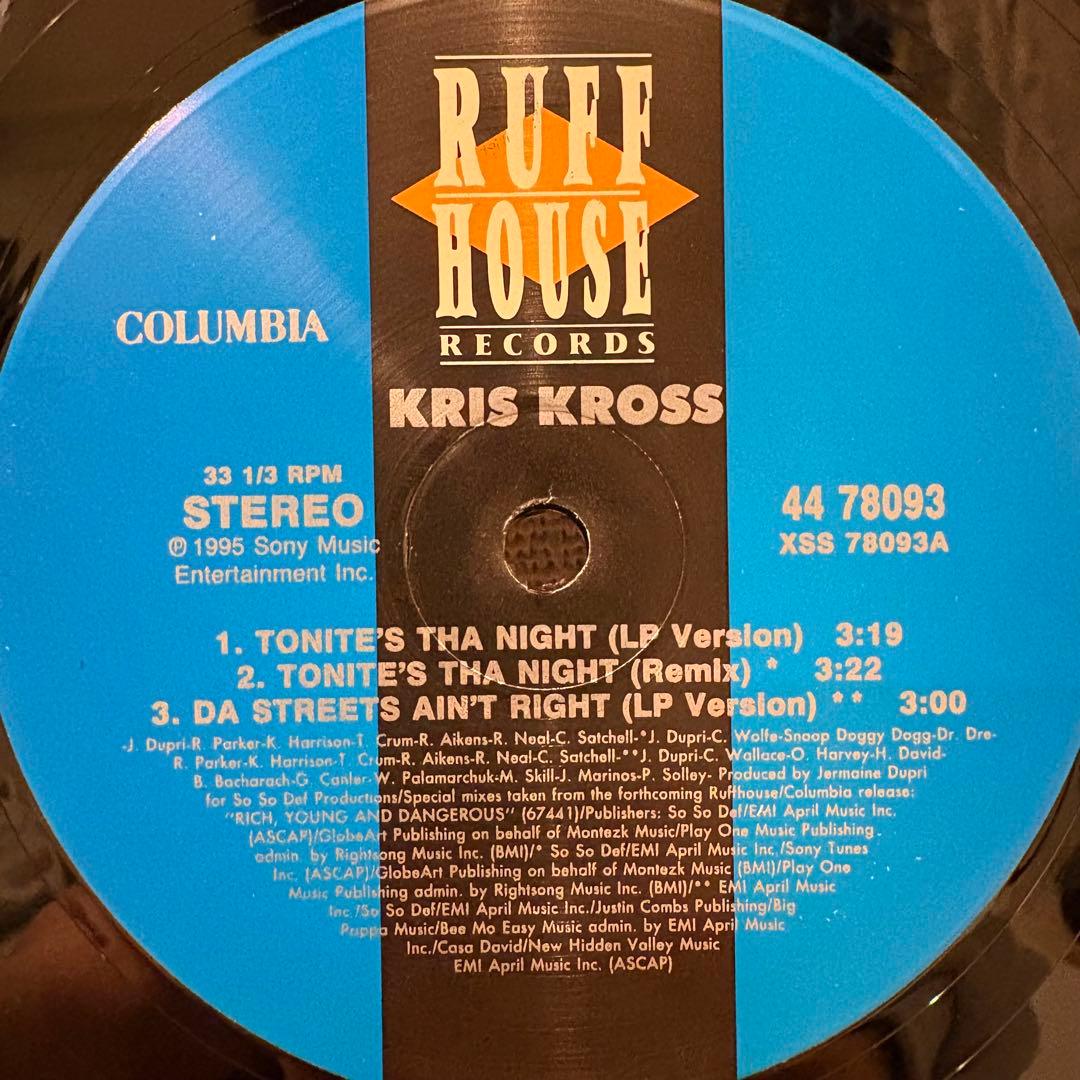 RUFF
HOUSE
RECORDS
COLUMBIA
KRIS KROSS
33 1/3 RPM
STEREO
℗ 1995 Sony Music
Entertainment Inc.
44 78093
XSS 78093A
1. TONITE'S THA NIGHT (LP Version) 3:19
2. TONITE'S THA NIGHT (Remix) * 3:22
3. DA STREETS AIN'T RIGHT (LP Version) ** 3:00
-J. Dupri-R. Parker-K. Harrison-T. Crum-R. Aikens-R. Neal-C. Satchell-*J. Dupri-C. Wolfe-Snoop Doggy Dogg-Dr. Dre-
R. Parker-K. Harrison-T. Crum-R. Aikens-R. Neal-C. Satchell-**J. Dupri-C. Wallace-O. Harvey-H. David-
B. Bacharach-G. Canler-W. Palamarchuk-M. Skill-J. Marinos-P. Solley- Produced by Jermaine Dupri
for So So Def Productions/Special mixes taken from the forthcoming Ruffhouse/Columbia release:
"RICH, YOUNG AND DANGEROUS" (67441)/Publishers: So So Def/EMI April Music Inc.
(ASCAP)/GlobeArt Publishing on behalf of Montezk Music/Play One Music Publishing
admin. by Rightsong Music Inc. (BMI)/* So So Def/EMI April Music Inc./Sony Tunes
Inc. (ASCAP)/GlobeArt Publishing on behalf of Montezk Music (BMI)/Play One
Music Publishing admin. by Rightsong Music Inc. (BMI)/** EMI April Music
Inc./So So Def/EMI April Music Inc./Justin Combs Publishing/Big
Puppa Music/Bee Mo Easy Music admin. by EMI April Music
Inc./Casa David/New Hidden Valley Music
EMI April Music Inc. (ASCAP)